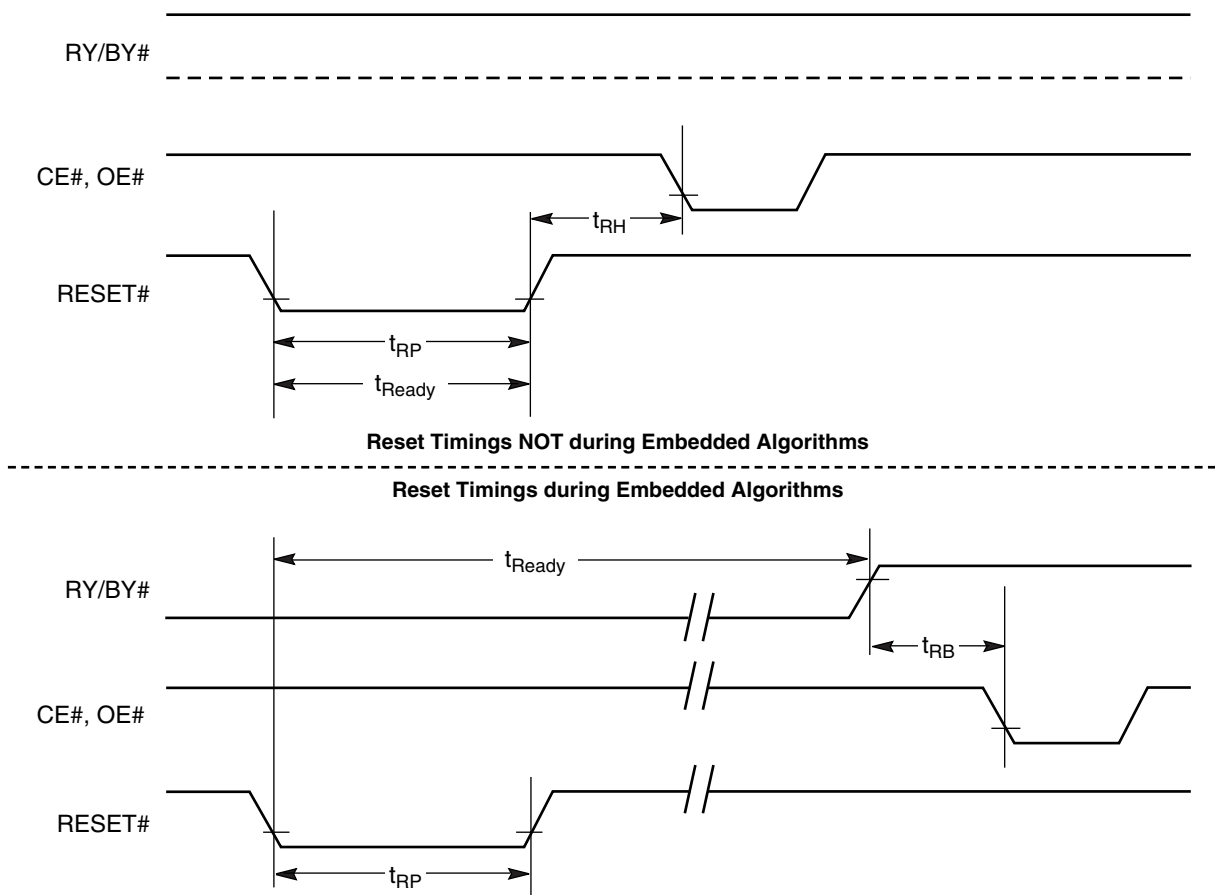 RY/BY#
CE#, OE#
tRH
RESET#
tRP
tReady
Reset Timings NOT during Embedded Algorithms
Reset Timings during Embedded Algorithms
tReady
RY/BY#
tRB
CE#, OE#
RESET#
tRP